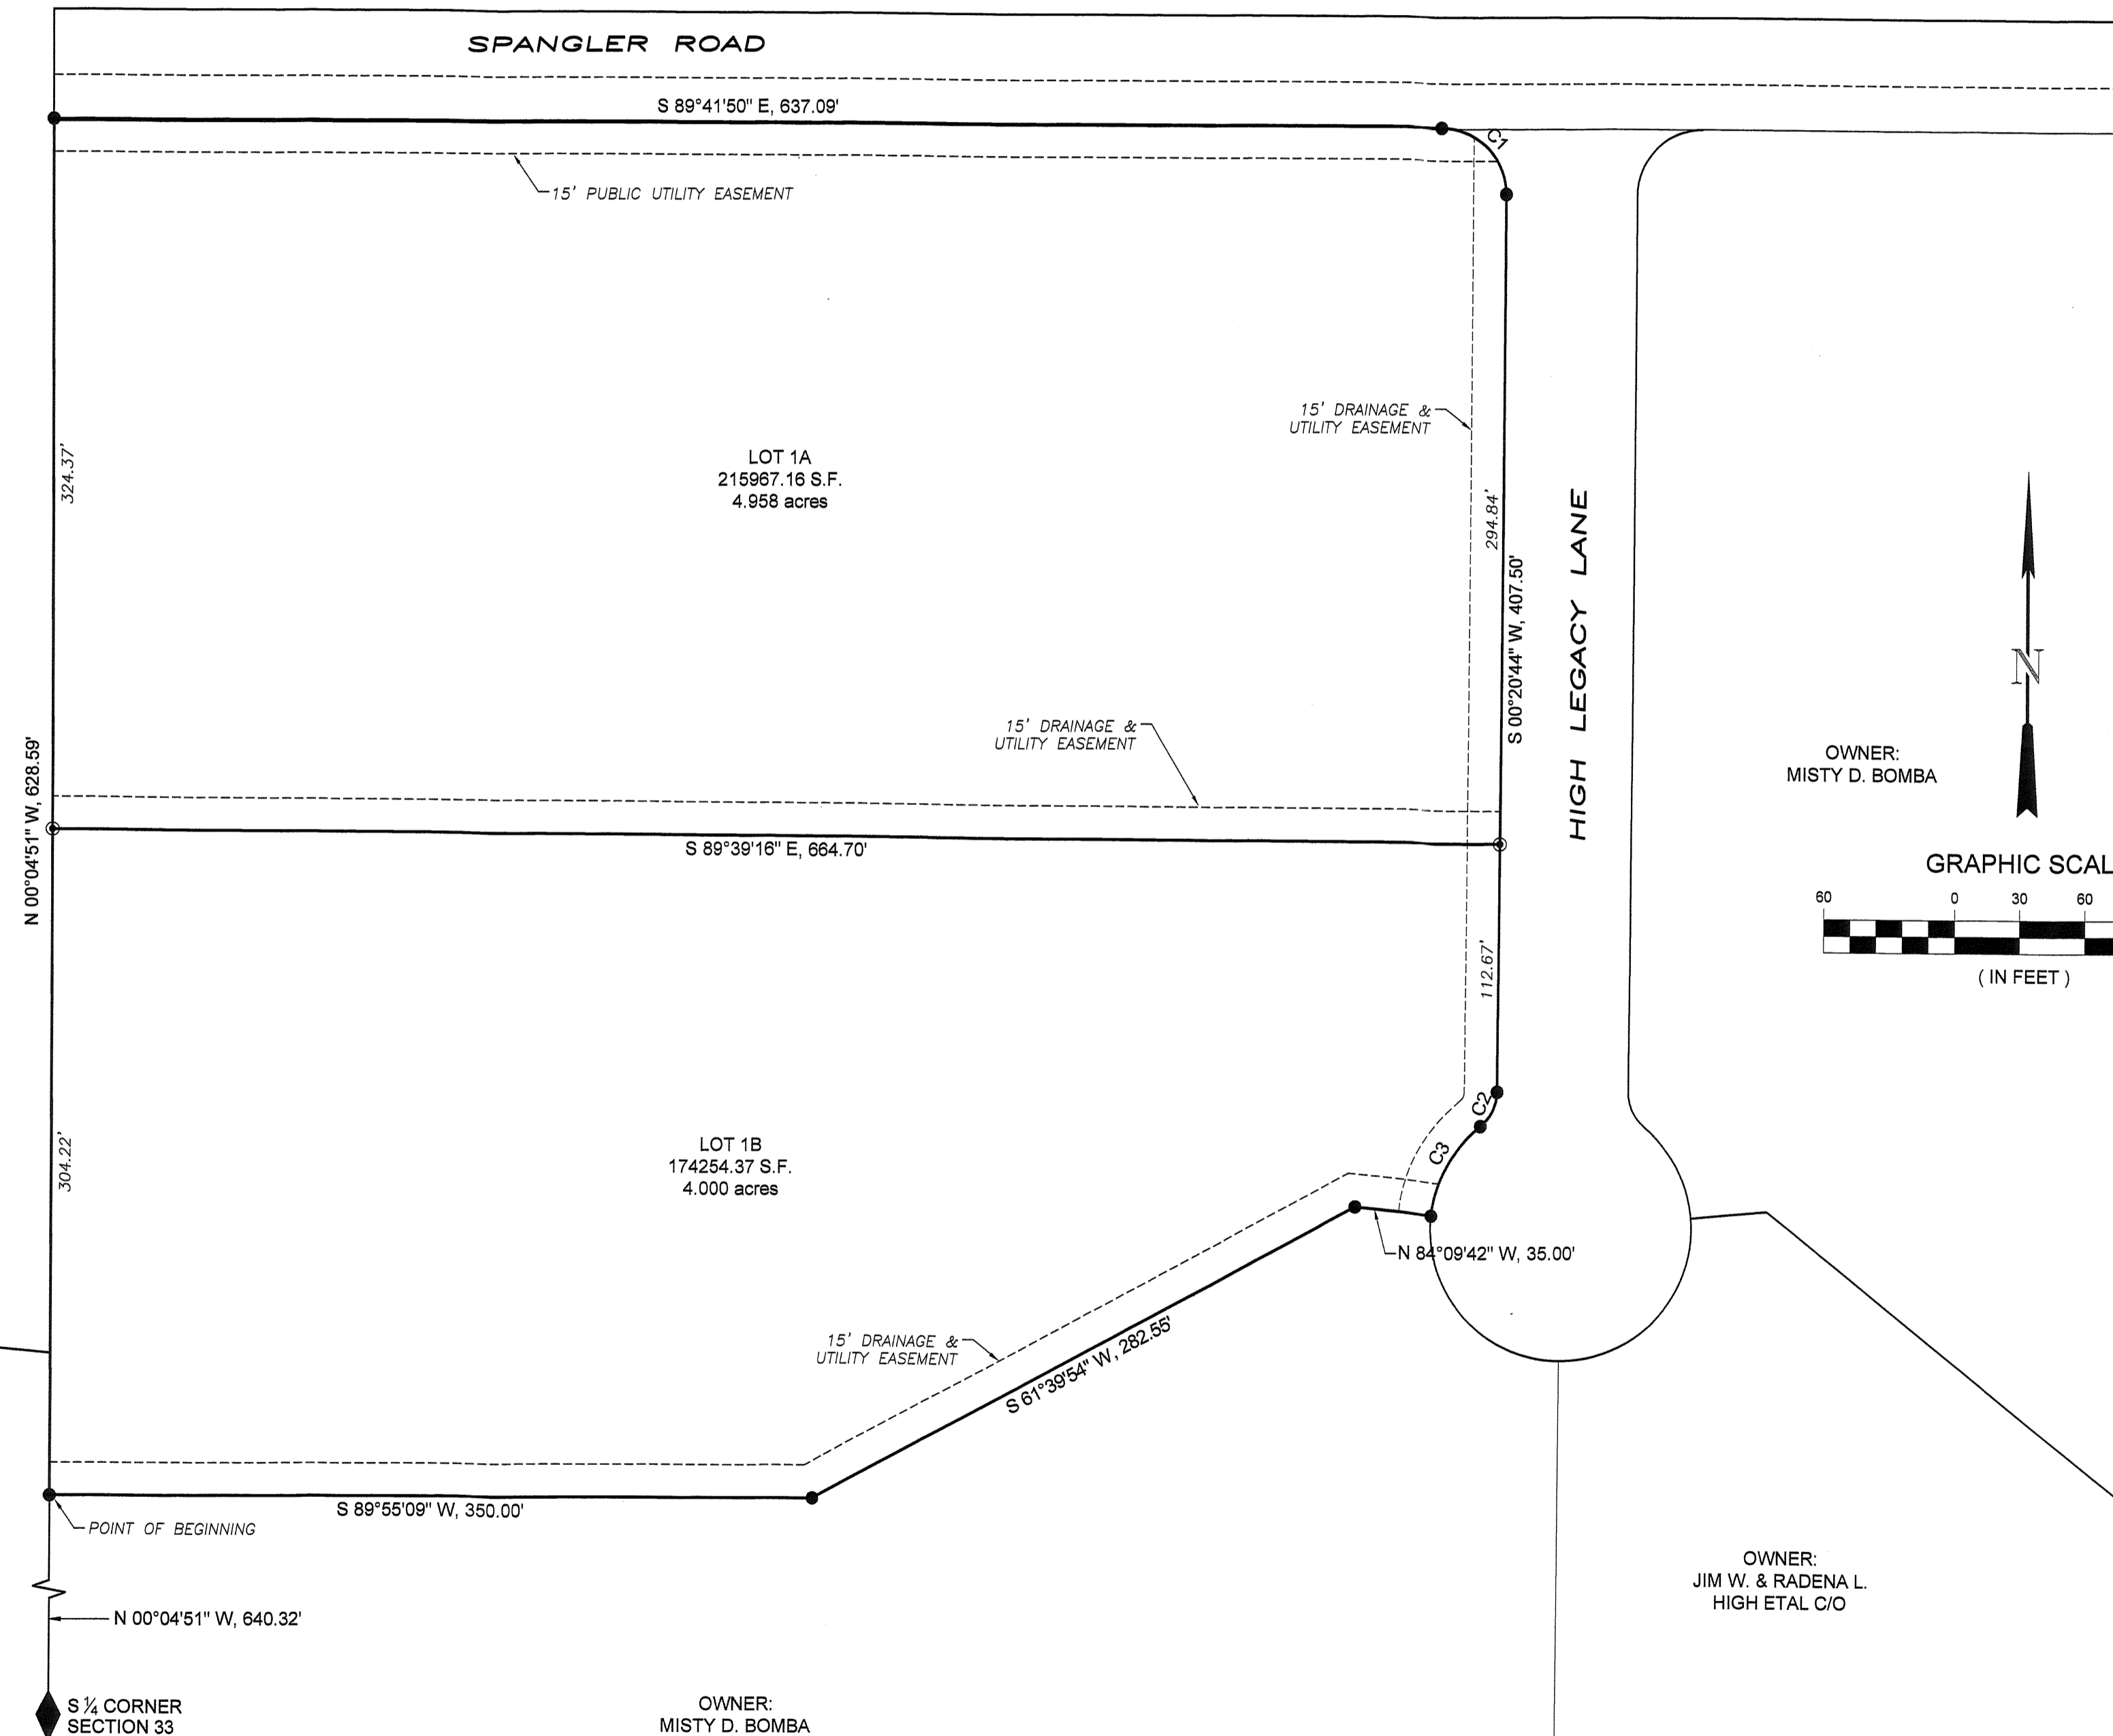 SPANGLER ROAD
S 89°41'50" E, 637.09'
C1
15' PUBLIC UTILITY EASEMENT
324.37'
LOT 1A
215967.16 S.F.
4.958 acres
15' DRAINAGE &
UTILITY EASEMENT
294.84'
S 00°20'44" W, 407.50'
HIGH LEGACY LANE
N
OWNER:
MISTY D. BOMBA
15' DRAINAGE &
UTILITY EASEMENT
N 00°04'51" W, 628.59'
S 89°39'16" E, 664.70'
GRAPHIC SCAL
60 0 30 60
( IN FEET )
112.67'
C2
C3
304.22'
LOT 1B
174254.37 S.F.
4.000 acres
N 84°09'42" W, 35.00'
15' DRAINAGE &
UTILITY EASEMENT
S 61°39'54" W, 282.55'
S 89°55'09" W, 350.00'
POINT OF BEGINNING
OWNER:
JIM W. & RADENA L.
HIGH ETAL C/O
N 00°04'51" W, 640.32'
S 1/4 CORNER
SECTION 33
OWNER:
MISTY D. BOMBA